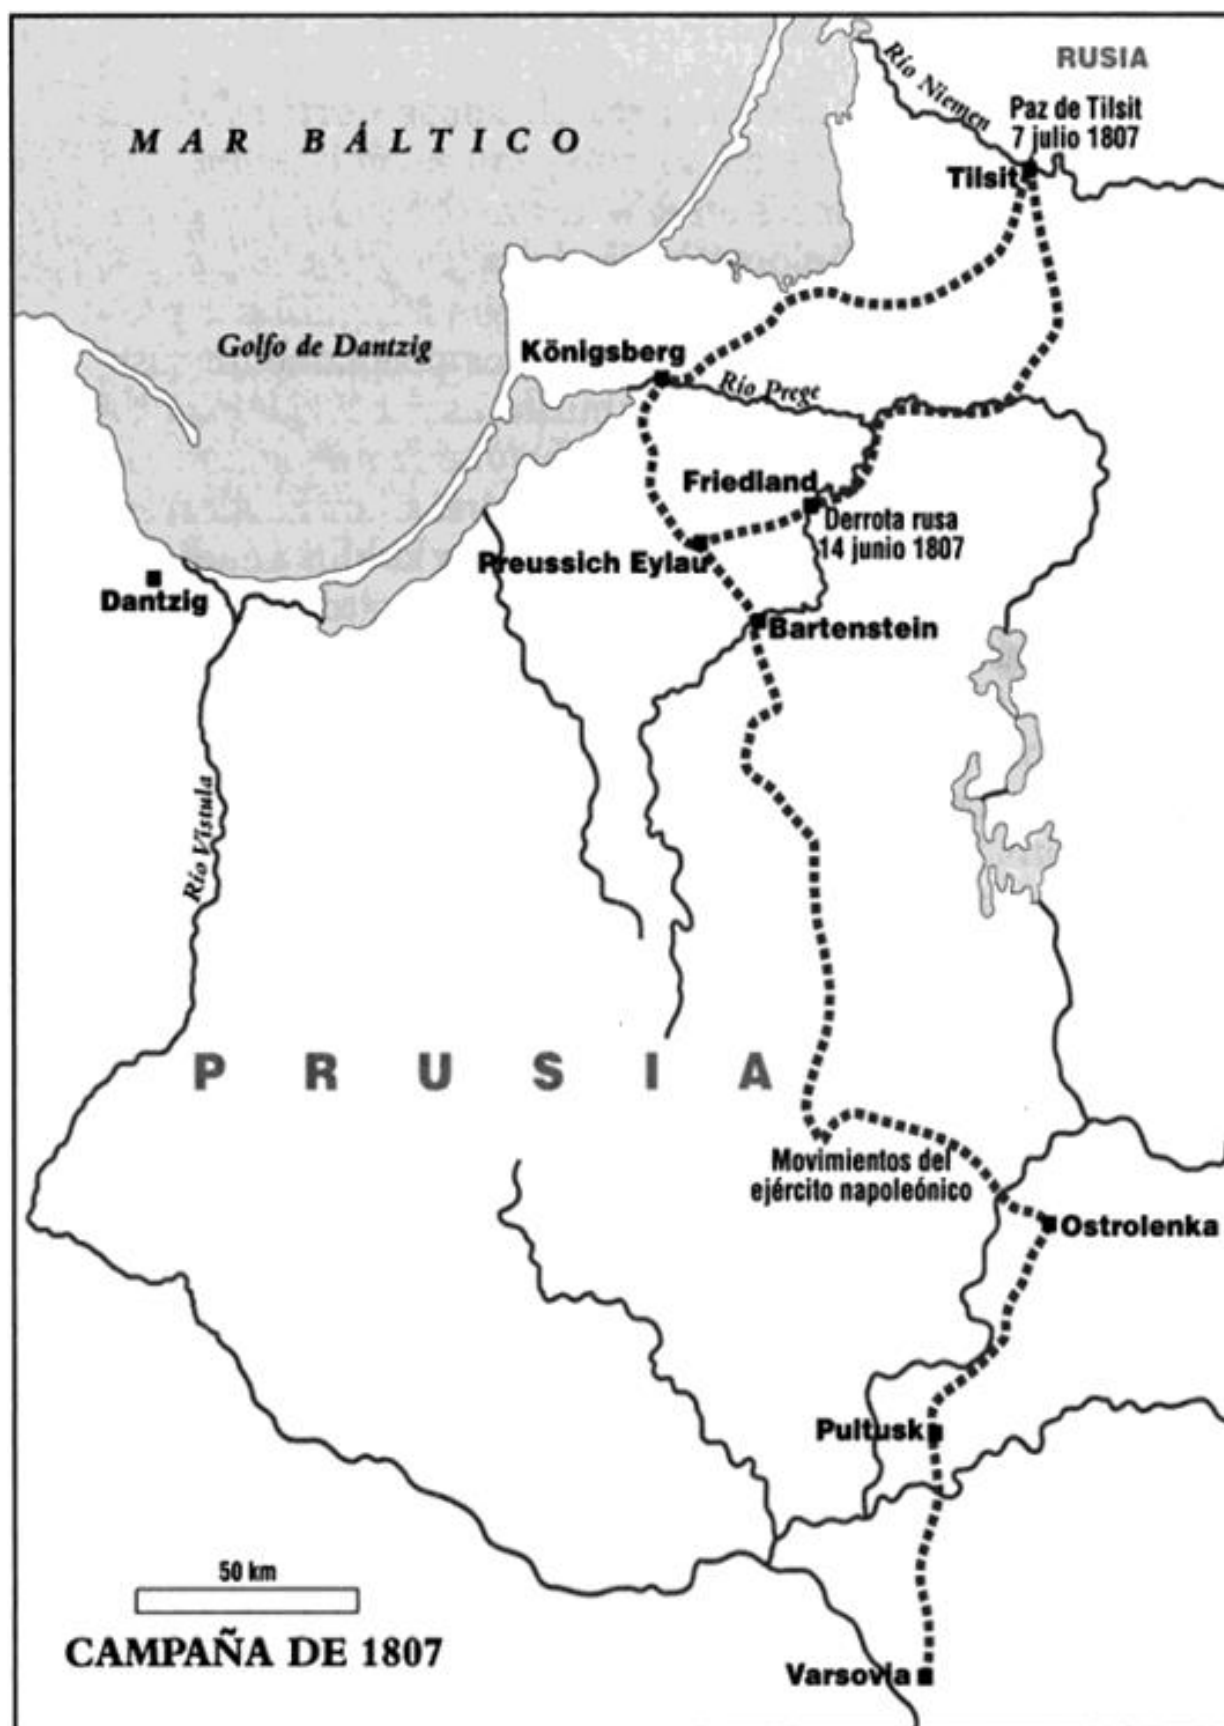 RUSIA
Río Niemen
Paz de Tilsit
7 julio 1807
MAR BÁLTICO
Tilsit
Golfo de Dantzig
Königsberg
Río Prege
Friedland
Derrota rusa
14 junio 1807
Preussich Eylau
Dantzig
Bartenstein
Río Vístula
PRUSIA
Movimientos del
ejército napoleónico
Ostrolenka
Pultusk
50 km
CAMPAÑA DE 1807
Varsovia